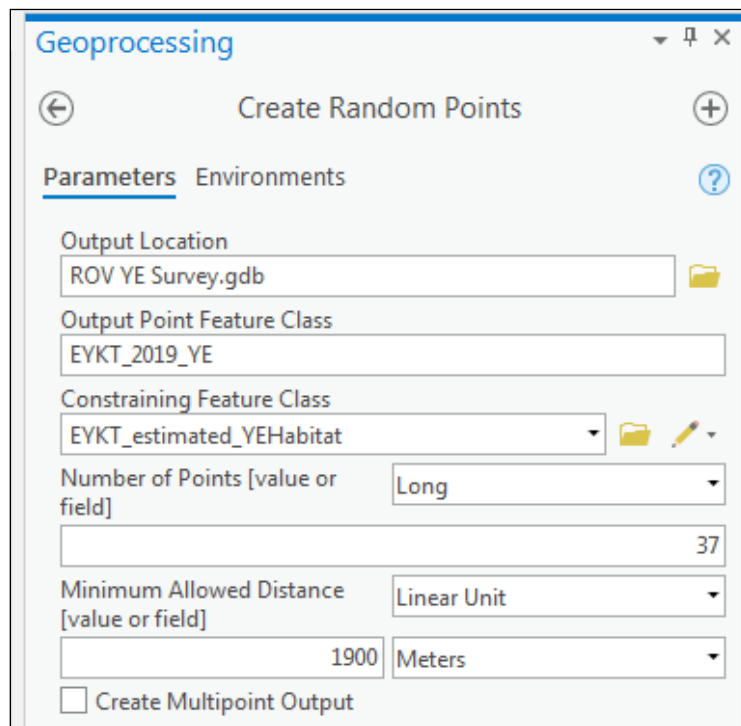 Geoprocessing
Create Random Points
Parameters Environments
Output Location
ROV YE Survey.gdb
Output Point Feature Class
EYKT_2019_YE
Constraining Feature Class
EYKT_estimated_YEHabitat
Number of Points [value or
field]
Long
37
Minimum Allowed Distance
[value or field]
Linear Unit
1900 Meters
Create Multipoint Output